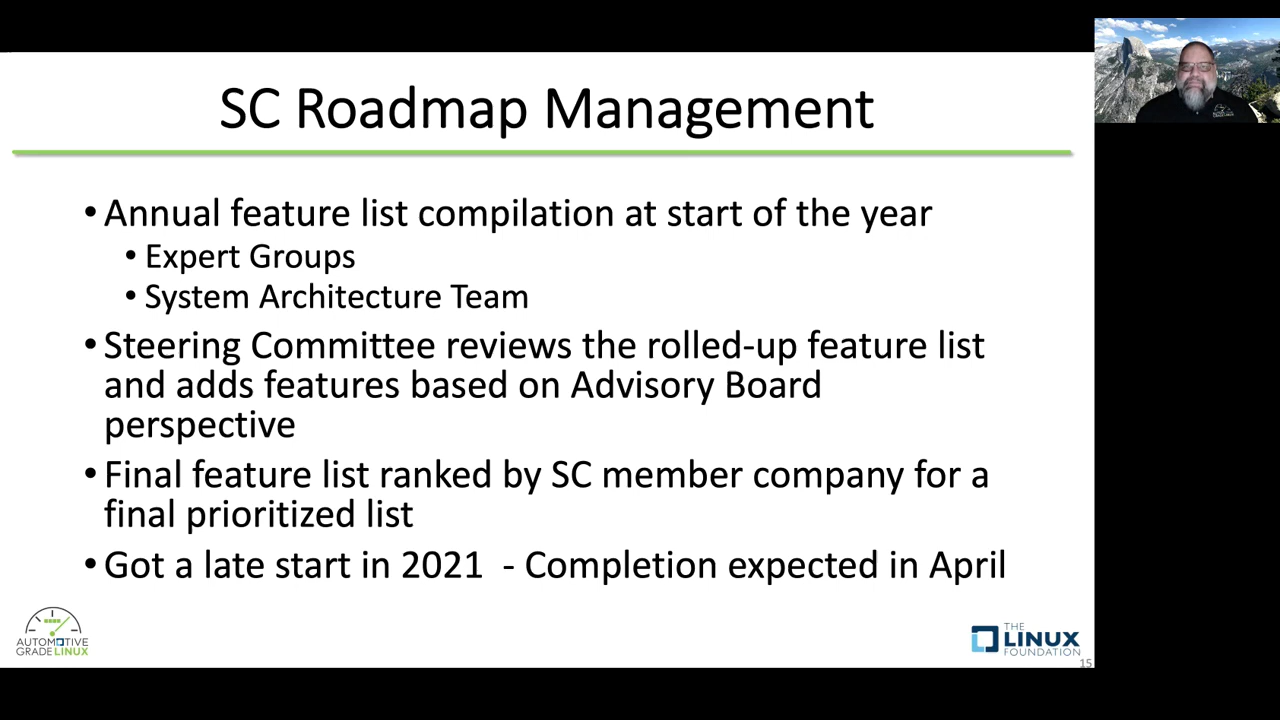 SC Roadmap Management
• Annual feature list compilation at start of the year
• Expert Groups
• System Architecture Team
• Steering Committee reviews the rolled-up feature list
and adds features based on Advisory Board
perspective
• Final feature list ranked by SC member company for a
final prioritized list
• Got a late start in 2021 - Completion expected in April
AUTOMOTIVE
GRADELINUX
THE
LINUX
FOUNDATION
15